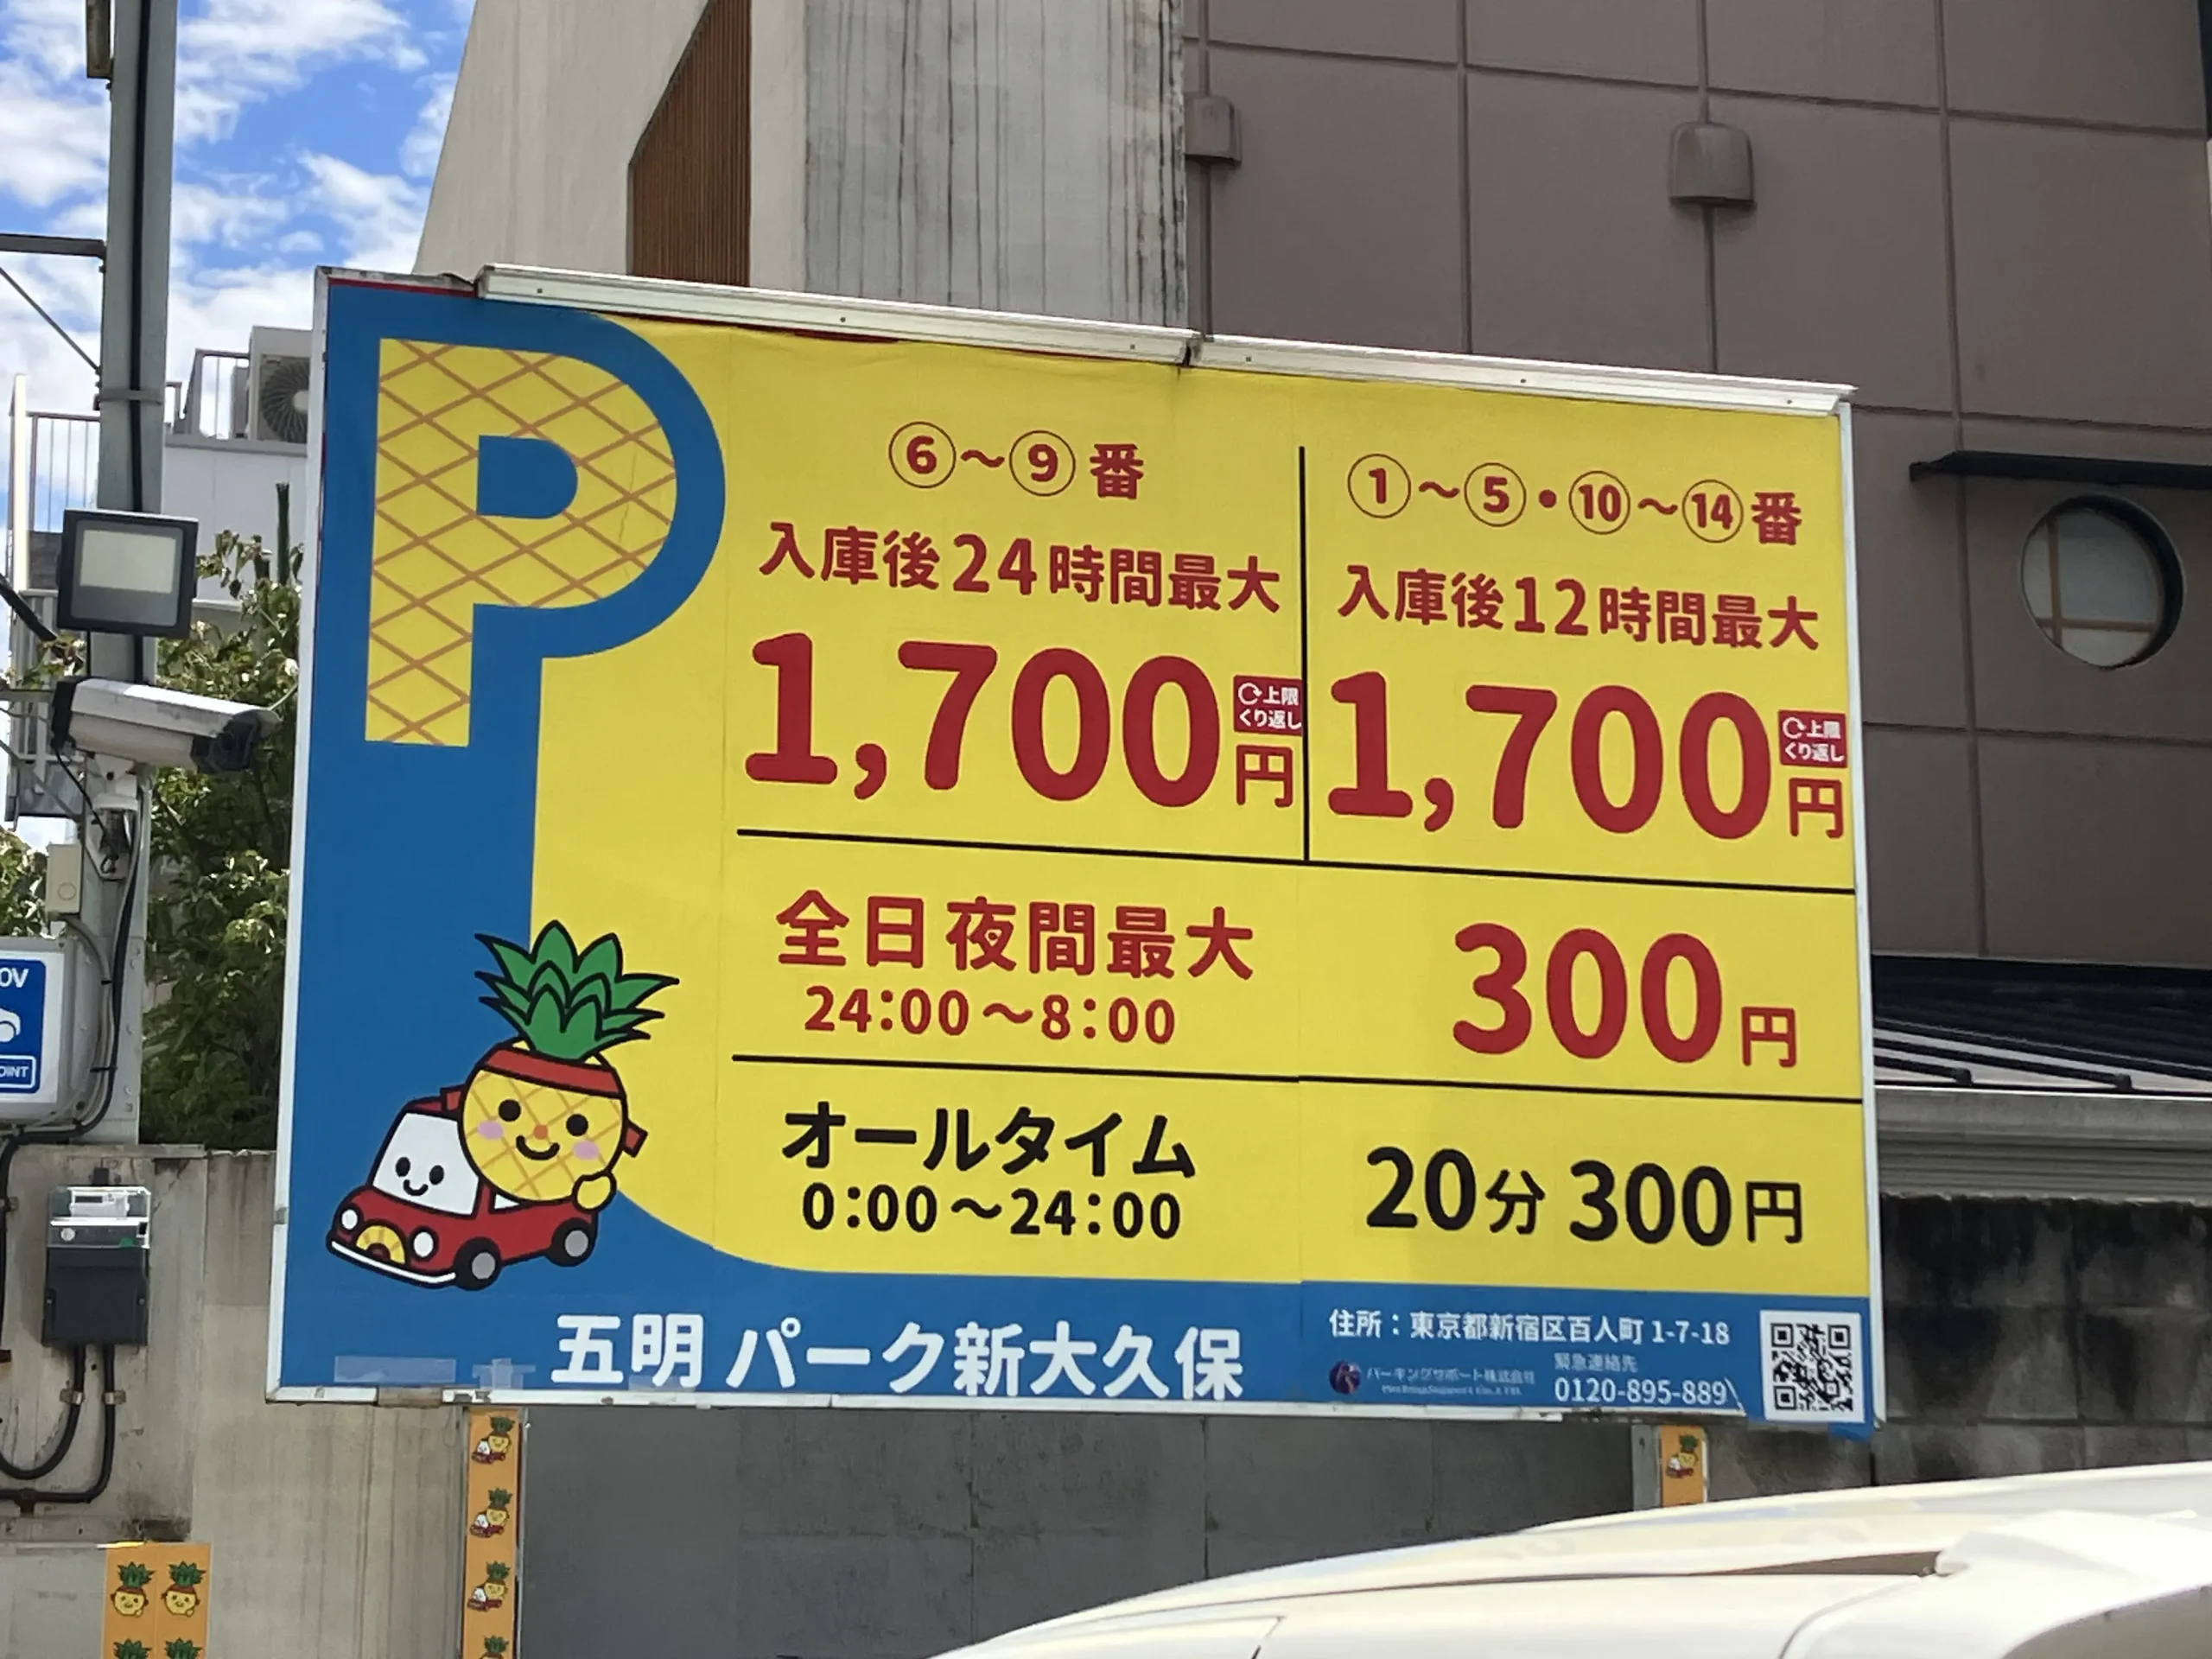 P
⑥～⑨番
入庫後24時間最大
1,700円
上限
くり返し
①～⑤・⑩～⑭番
入庫後12時間最大
1,700円
上限
くり返し
全日夜間最大
24:00～8:00
300円
オールタイム
0:00～24:00
20分 300円
五明パーク新大久保
住所：東京都新宿区百人町 1-7-18
パーキングサポート株式会社
緊急連絡先
0120-895-889
0V
OINT